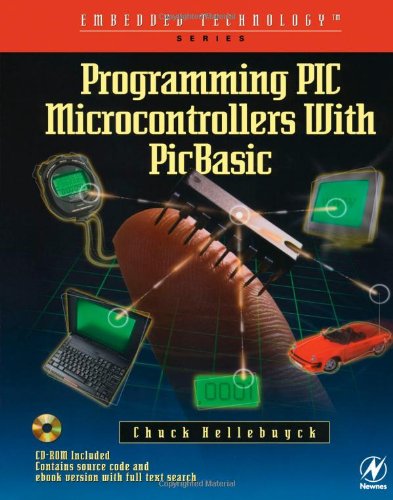 EMBEDDED TECHNOLOGY™
SERIES
Programming PIC
Microcontrollers With
PicBasic
0001
Chuck Hellebuyck
CD-ROM Included
Contains source code and
ebook version with full text search
Newnes